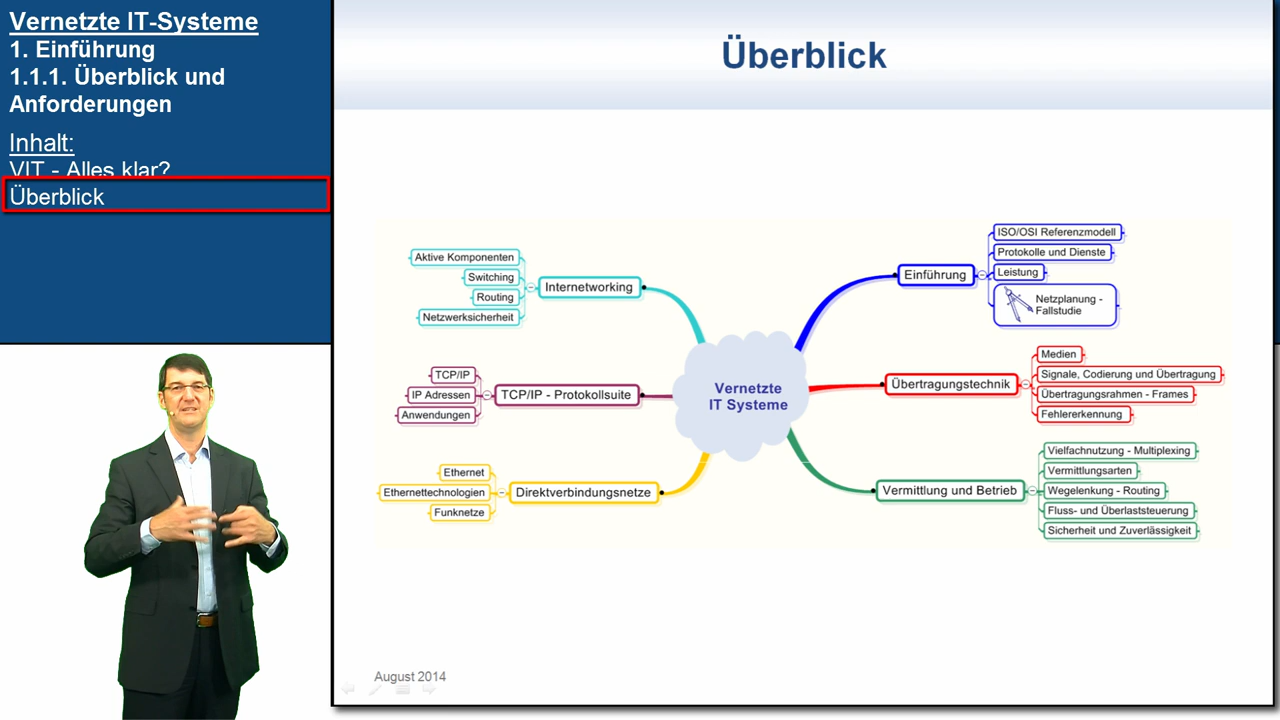 Vernetzte IT-Systeme
1. Einführung
1.1.1. Überblick und
Anforderungen
Inhalt:
VIT - Alles klar?
Überblick
Überblick
Aktive Komponenten
Switching
Routing
Netzwerksicherheit
Internetworking
TCP/IP
IP Adressen
Anwendungen
TCP/IP - Protokollsuite
Ethernet
Ethernettechnologien
Funknetze
Direktverbindungsnetze
Vernetzte
IT Systeme
Einführung
ISO/OSI Referenzmodell
Protokolle und Dienste
Leistung
Netzplanung -
Fallstudie
Übertragungstechnik
Medien
Signale, Codierung und Übertragung
Übertragungsrahmen - Frames
Fehlererkennung
Vermittlung und Betrieb
Vielfachnutzung - Multiplexing
Vermittlungsarten
Wegelenkung - Routing
Fluss- und Überlaststeuerung
Sicherheit und Zuverlässigkeit
August 2014